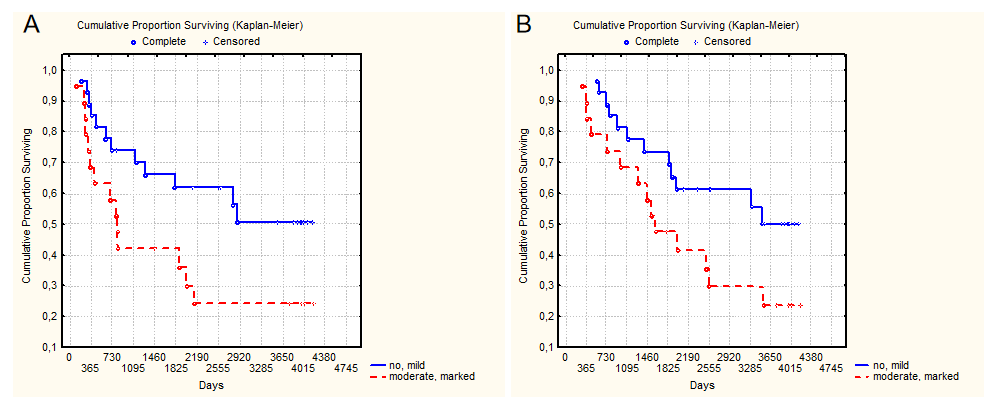 A
Cumulative Proportion Surviving (Kaplan-Meier)
Complete Censored
Cumulative Proportion Surviving
1,0
0,9
0,8
0,7
0,6
0,5
0,4
0,3
0,2
0,1
0 730 1460 2190 2920 3650 4380
365 1095 1825 2555 3285 4015 4745
Days
no, mild
moderate, marked
B
Cumulative Proportion Surviving (Kaplan-Meier)
Complete Censored
Cumulative Proportion Surviving
1,0
0,9
0,8
0,7
0,6
0,5
0,4
0,3
0,2
0,1
0 730 1460 2190 2920 3650 4380
365 1095 1825 2555 3285 4015 4745
Days
no, mild
moderate, marked